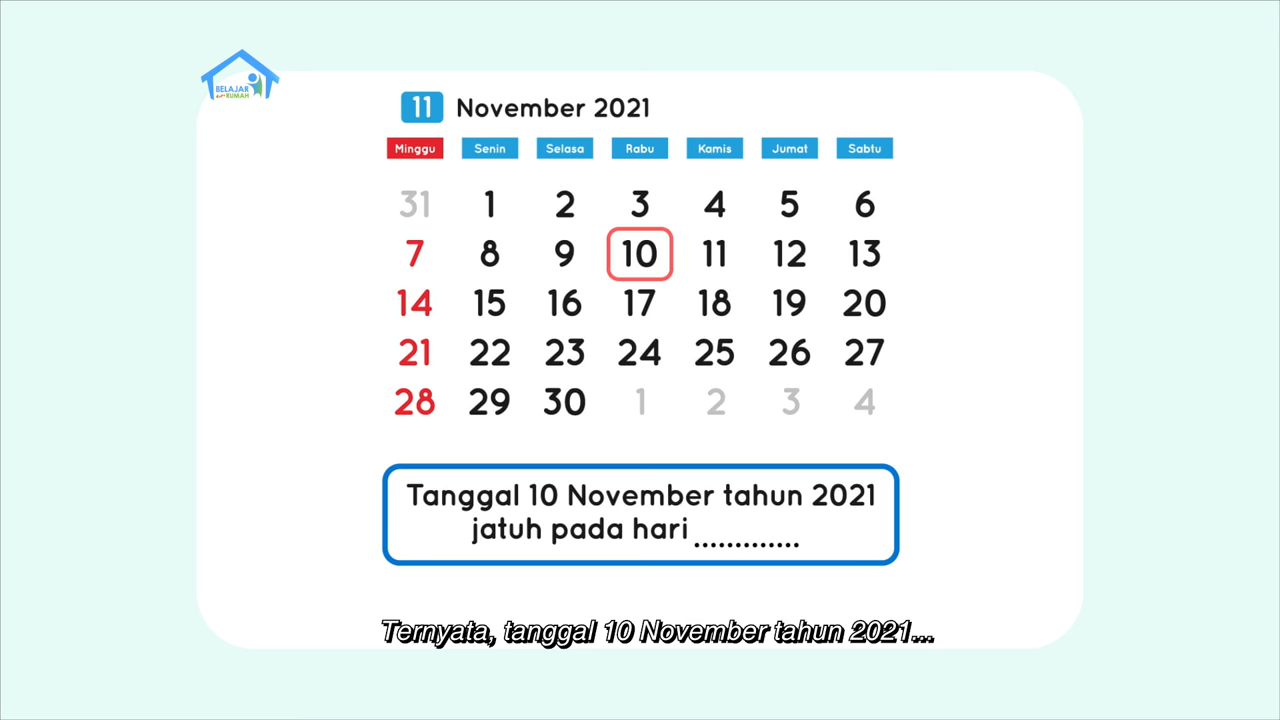 BELAJAR
dari RUMAH
11 November 2021
Minggu Senin Selasa Rabu Kamis Jumat Sabtu
31 1 2 3 4 5 6
7 8 9 10 11 12 13
14 15 16 17 18 19 20
21 22 23 24 25 26 27
28 29 30 1 2 3 4
Tanggal 10 November tahun 2021
jatuh pada hari .............
Ternyata, tanggal 10 November tahun 2021...